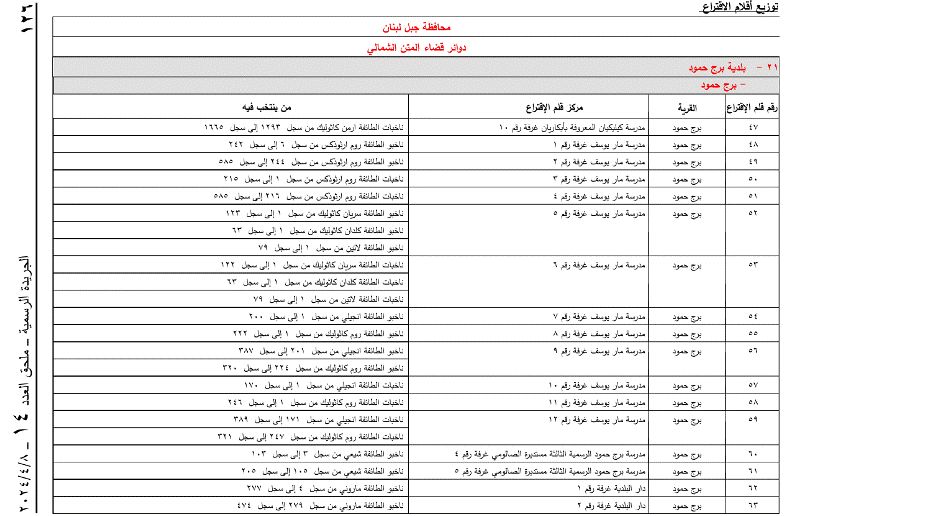 توزيع أقلام الاقتراع
١٢٦
محافظة جبل لبنان
دوائر قضاء المتن الشمالي
٢١ - بلدية برج حمود
- برج حمود
رقم قلم الإقتراع القرية مركز قلم الإقتراع من ينتخب فيه
٤٧ برج حمود مدرسة كيليكيان المعروفة بأبكاريان غرفة رقم ١٠ ناخبات الطائفة ارمن كاثوليك من سجل ١٢٩٣ إلى سجل ١٦٦٥
٤٨ برج حمود مدرسة مار يوسف غرفة رقم ١ ناخبو الطائفة روم ارثوذكس من سجل ٦ إلى سجل ٢٤٢
٤٩ برج حمود مدرسة مار يوسف غرفة رقم ٢ ناخبو الطائفة روم ارثوذكس من سجل ٢٤٤ إلى سجل ٥٨٥
٥٠ برج حمود مدرسة مار يوسف غرفة رقم ٣ ناخبات الطائفة روم ارثوذكس من سجل ١ إلى سجل ٢١٥
٥١ برج حمود مدرسة مار يوسف غرفة رقم ٤ ناخبات الطائفة روم ارثوذكس من سجل ٢١٦ إلى سجل ٥٨٥
٥٢ برج حمود مدرسة مار يوسف غرفة رقم ٥ ناخبو الطائفة سريان كاثوليك من سجل ١ إلى سجل ١٢٣
ناخبو الطائفة كلدان كاثوليك من سجل ١ إلى سجل ٦٣
ناخبو الطائفة لاتين من سجل ١ إلى سجل ٧٩
٥٣ برج حمود مدرسة مار يوسف غرفة رقم ٦ ناخبات الطائفة سريان كاثوليك من سجل ١ إلى سجل ١٢٢
ناخبات الطائفة كلدان كاثوليك من سجل ١ إلى سجل ٦٣
ناخبات الطائفة لاتين من سجل ١ إلى سجل ٧٩
٥٤ برج حمود مدرسة مار يوسف غرفة رقم ٧ ناخبو الطائفة انجيلي من سجل ١ إلى سجل ٢٠٠
٥٥ برج حمود مدرسة مار يوسف غرفة رقم ٨ ناخبو الطائفة روم كاثوليك من سجل ١ إلى سجل ٢٢٢
٥٦ برج حمود مدرسة مار يوسف غرفة رقم ٩ ناخبو الطائفة انجيلي من سجل ٢٠١ إلى سجل ٣٨٧
ناخبو الطائفة روم كاثوليك من سجل ٢٢٤ إلى سجل ٣٢٠
٥٧ برج حمود مدرسة مار يوسف غرفة رقم ١٠ ناخبات الطائفة انجيلي من سجل ١ إلى سجل ١٧٠
٥٨ برج حمود مدرسة مار يوسف غرفة رقم ١١ ناخبات الطائفة روم كاثوليك من سجل ١ إلى سجل ٢٤٦
٥٩ برج حمود مدرسة مار يوسف غرفة رقم ١٢ ناخبات الطائفة انجيلي من سجل ١٧١ إلى سجل ٣٨٩
ناخبات الطائفة روم كاثوليك من سجل ٢٤٧ إلى سجل ٣٢١
٦٠ برج حمود مدرسة برج حمود الرسمية الثالثة مستديرة الصالومي غرفة رقم ٤ ناخبو الطائفة شيعي من سجل ٣ إلى سجل ١٠٣
٦١ برج حمود مدرسة برج حمود الرسمية الثالثة مستديرة الصالومي غرفة رقم ٥ ناخبو الطائفة شيعي من سجل ١٠٥ إلى سجل ٢٠٥
٦٢ برج حمود دار البلدية غرفة رقم ١ ناخبو الطائفة ماروني من سجل ٤ إلى سجل ٢٧٧
٦٣ برج حمود دار البلدية غرفة رقم ٢ ناخبو الطائفة ماروني من سجل ٢٧٩ إلى سجل ٤٧٤
الجريدة الرسمية – ملحق العدد ١٤ – ٢٠٢٤/٤/٨